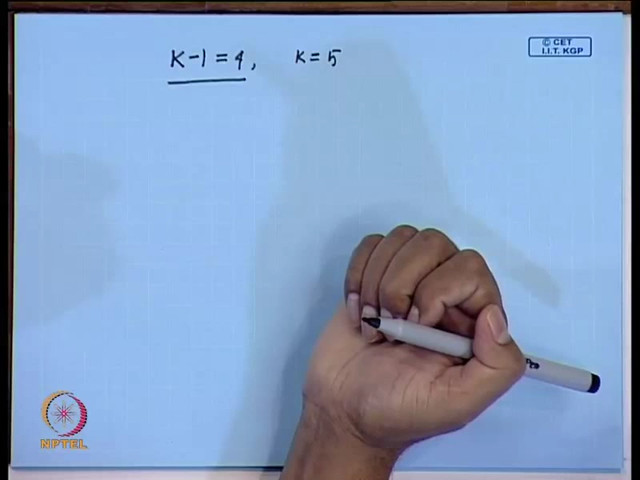 K-1 = 4, K = 5
© CET
I.I.T. KGP
NPTEL